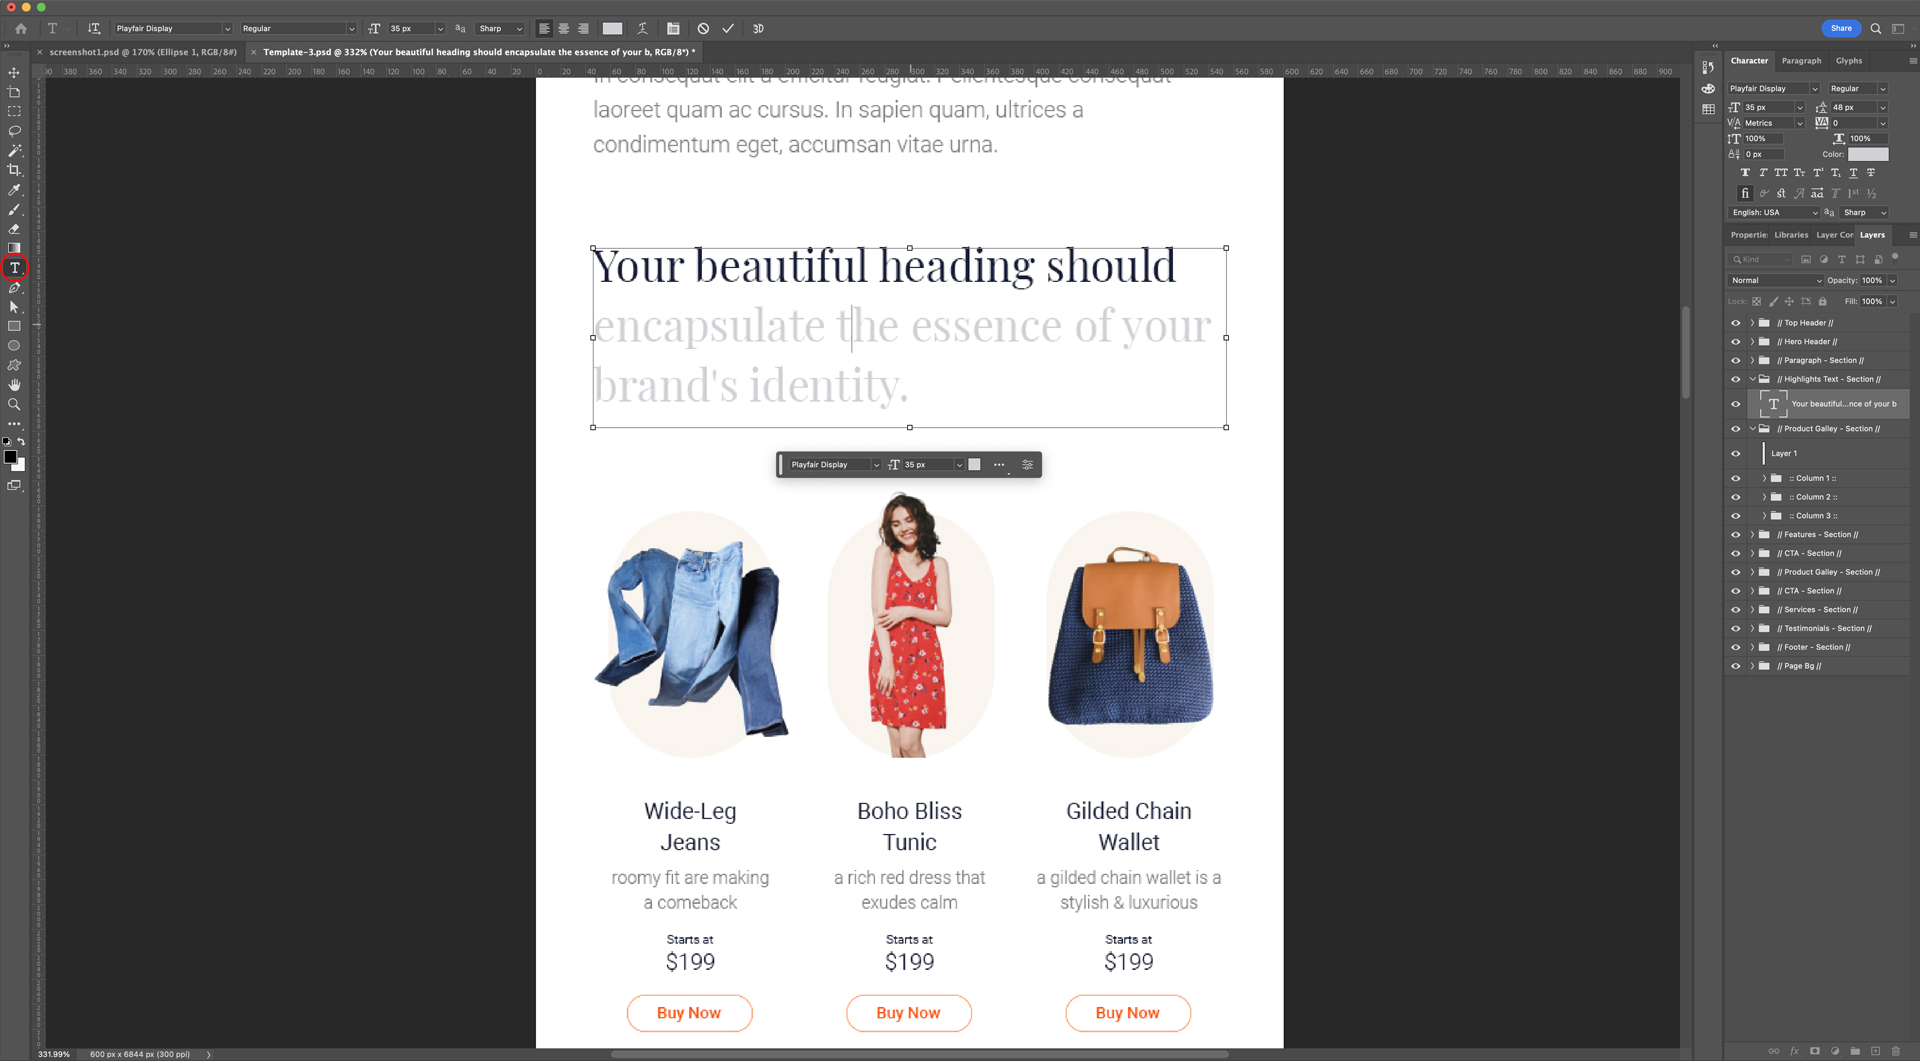 Playfair Display Regular 35 px Sharp Share
screenshot1.psd @ 170% (Ellipse 1, RGB/8#)
Template-3.psd @ 332% (Your beautiful heading should encapsulate the essence of your b, RGB/8*) *
laoreet quam ac cursus. In sapien quam, ultrices a
condimentum eget, accumsan vitae urna.
Your beautiful heading should
encapsulate the essence of your
brand's identity.
Playfair Display 35 px
Wide-Leg
Jeans
roomy fit are making
a comeback
Starts at
$199
Buy Now
Boho Bliss
Tunic
a rich red dress that
exudes calm
Starts at
$199
Buy Now
Gilded Chain
Wallet
a gilded chain wallet is a
stylish & luxurious
Starts at
$199
Buy Now
Character Paragraph Glyphs
Playfair Display Regular
35 px 48 px
Metrics 0
100% 100%
0 px Color:
English: USA Sharp
Propertie Libraries Layer Cor Layers
Kind
Normal Opacity: 100%
Lock: Fill: 100%
// Top Header //
// Hero Header //
// Paragraph - Section //
// Highlights Text - Section //
Your beautiful...nce of your b
// Product Galley - Section //
Layer 1
:: Column 1 ::
:: Column 2 ::
:: Column 3 ::
// Features - Section //
// CTA - Section //
// Product Galley - Section //
// CTA - Section //
// Services - Section //
// Testimonials - Section //
// Footer - Section //
// Page Bg //
331.99% 600 px x 6844 px (300 ppi)